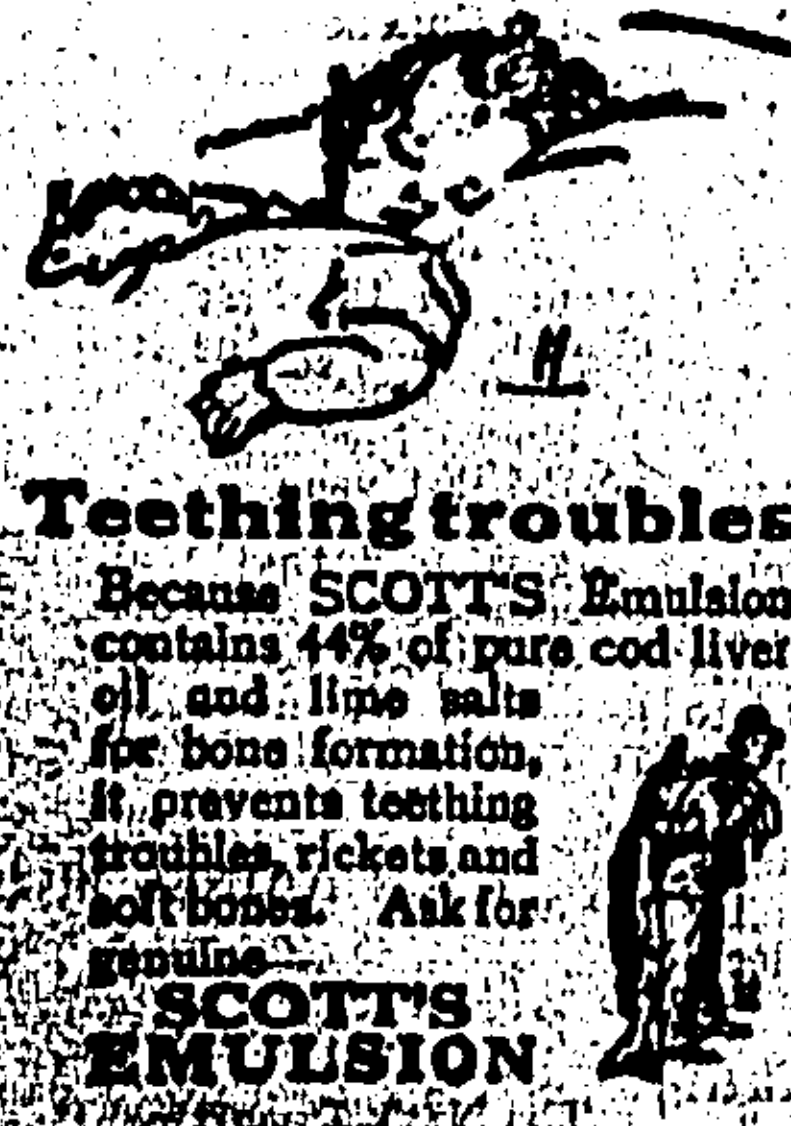 Teething troubles
Because SCOTT'S Emulsion
contains 44% of pure cod liver
oil and lime salts
for bone formation,
it prevents teething
troubles, rickets and
soft bones. Ask for
genuine—
SCOTT'S
EMULSION